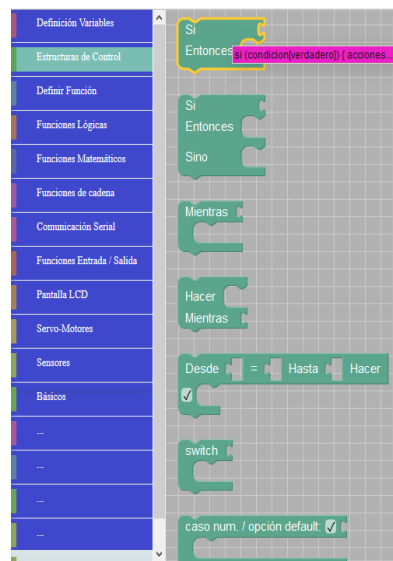 Definición Variables
Estructuras de Control
Definir Función
Funciones Lógicas
Funciones Matemáticos
Funciones de cadena
Comunicación Serial
Funciones Entrada / Salida
Pantalla LCD
Servo-Motores
Sensores
Básicos
...
...
...
...
Si
Entonces
si (condicion[verdadero]) { acciones...
Si
Entonces
Sino
Mientras
Hacer
Mientras
Desde = Hasta Hacer
switch
caso num. / opción default: